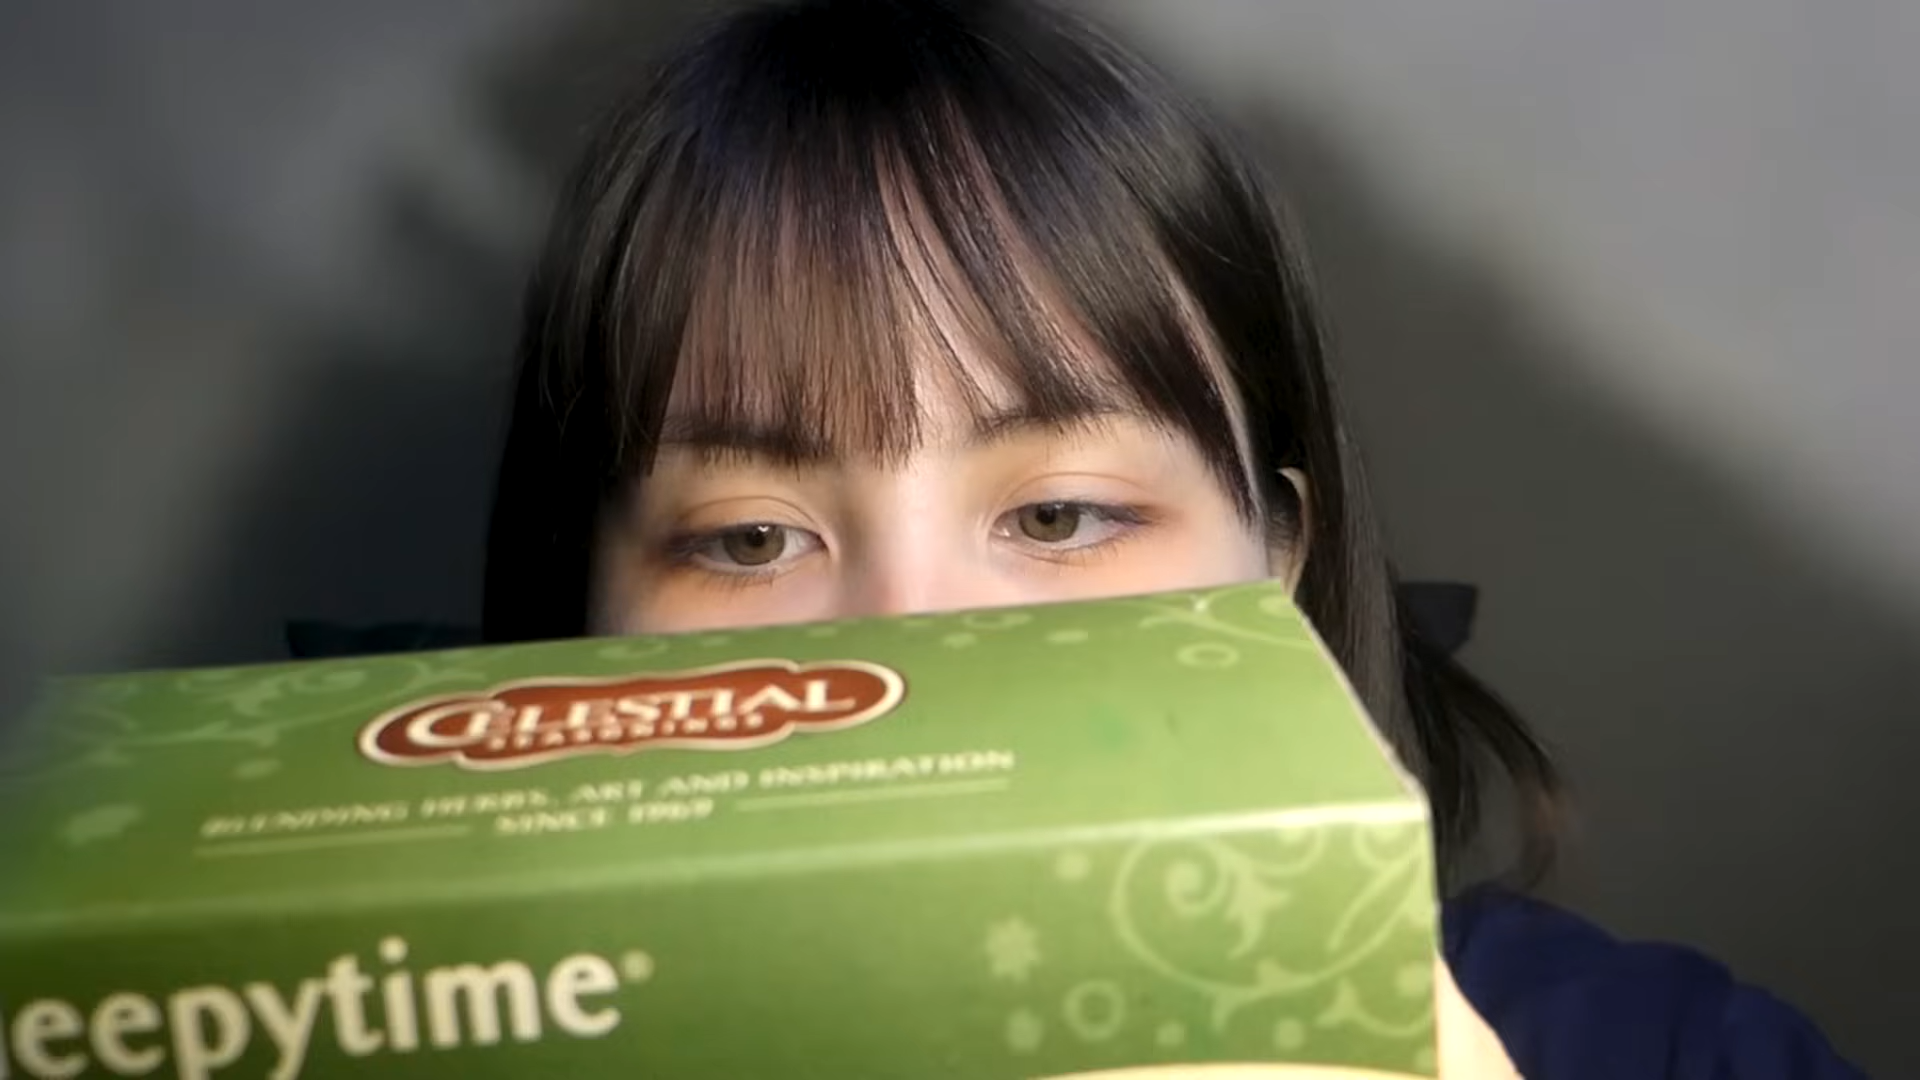 CELESTIAL
SEASONINGS
BLENDING HERBS, ART AND INSPIRATION
SINCE 1969
leepytime®